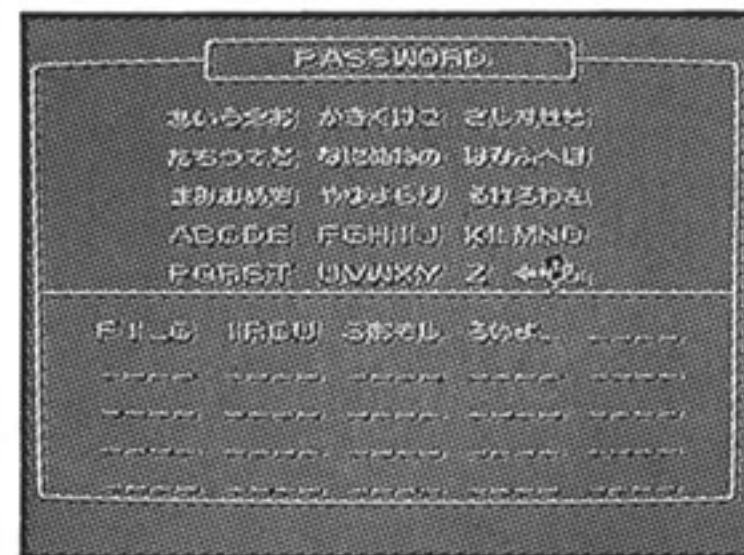 PASSWORD
あいうえお かきくけこ さしすせそ
たちつてと なにぬねの はひふへほ
まみむめも やゆよらり るれろわを
ABCDE FGHIJ KLMNO
PQRST UVWXY Z